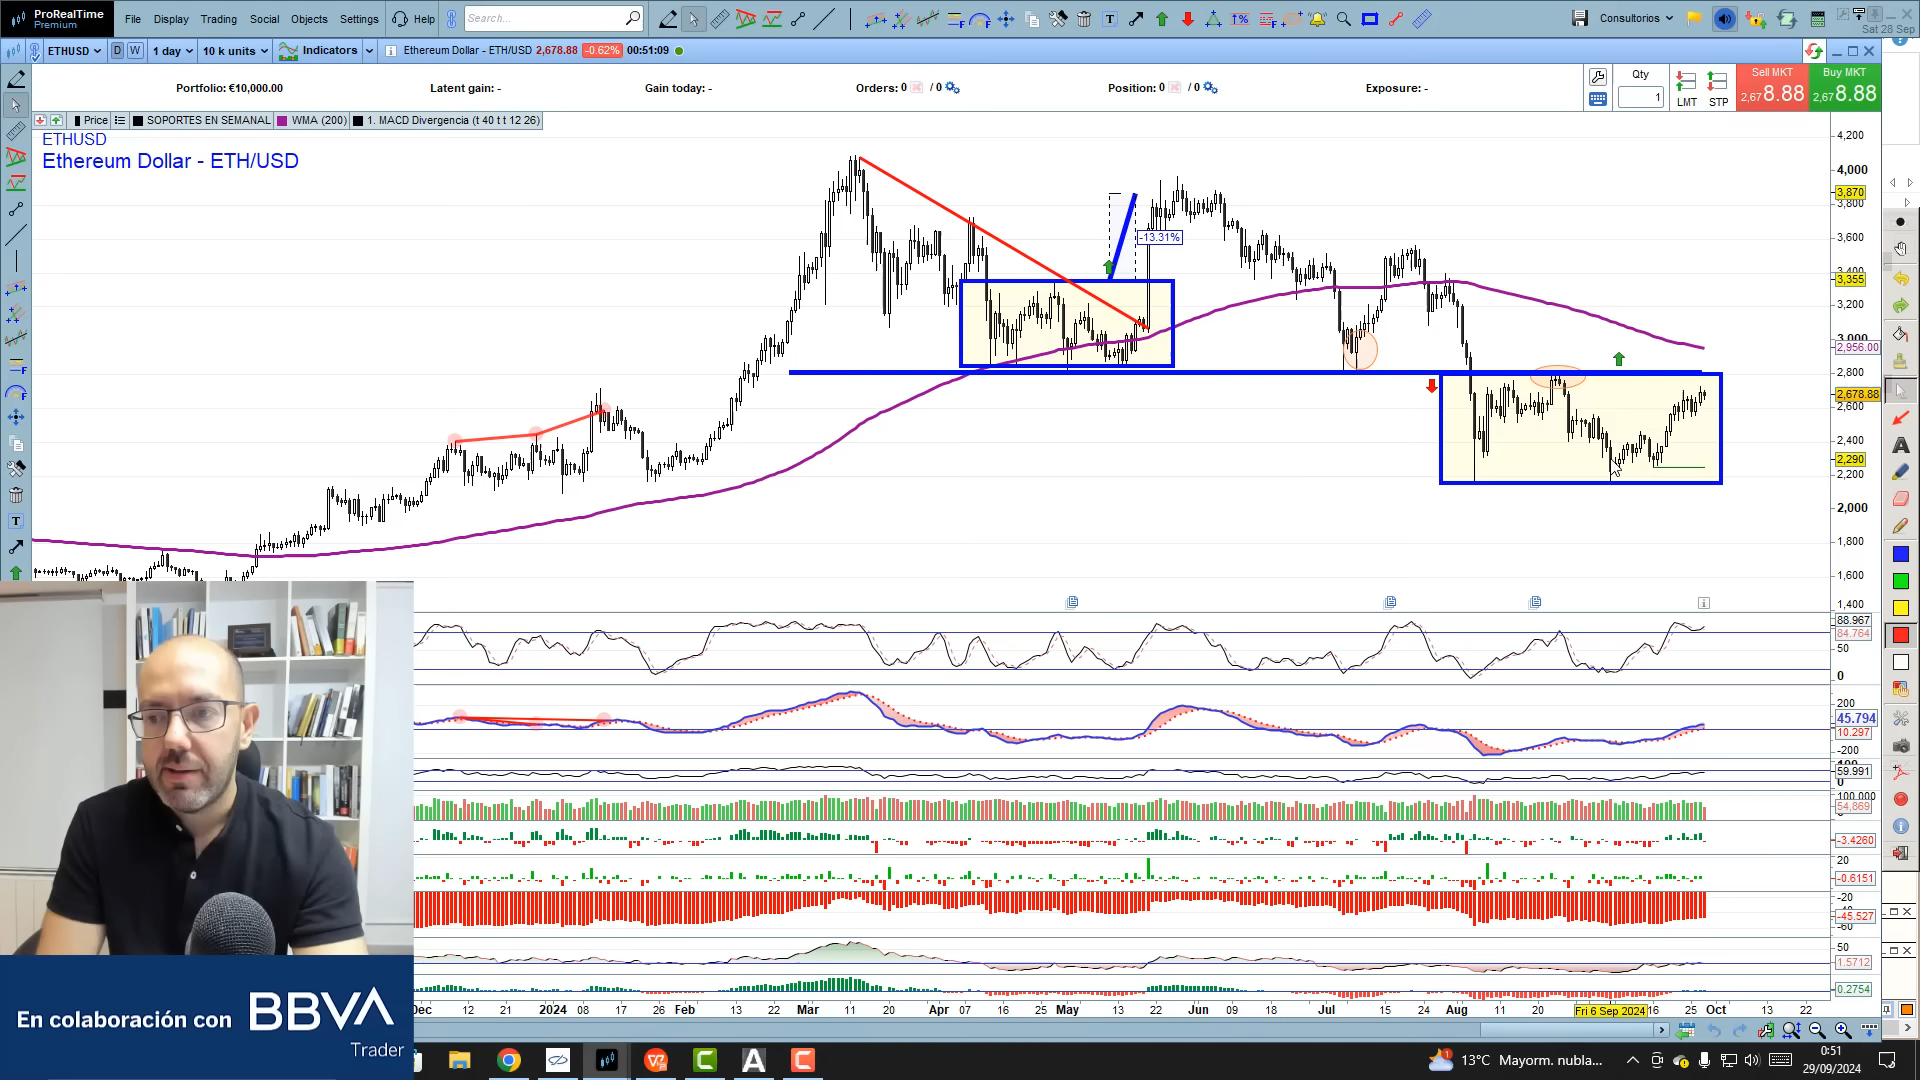 ProRealTime
Premium
File Display Trading Social Objects Settings Help Search...
Consultorios
Sat 28 Sep
ETHUSD D W 1 day 10 k units Indicators Ethereum Dollar - ETH/USD 2,678.88 -0.62% 00:51:09
Portfolio: €10,000.00 Latent gain: - Gain today: - Orders: 0 / 0 Position: 0 / 0 Exposure: -
Qty
1
LMT STP
Sell MKT
2,678.88
Buy MKT
2,678.88
Price SOPORTES EN SEMANAL WMA (200) 1. MACD Divergencia (t 40 t t 12 26)
ETHUSD
Ethereum Dollar - ETH/USD
-13.31%
4,200
4,000
3,870
3,800
3,600
3,400
3,355
3,200
3,000
2,956.00
2,800
2,678.88
2,600
2,400
2,290
2,200
2,000
1,800
1,600
1,400
88.967
84.764
50
0
200
45.794
10.297
-200
100
59.991
0
100.000
54,869
-3.4260
20
-0.6151
-20
-45.527
-60
50
1.5712
0.2754
Dec 12 21 2024 08 17 26 Feb 13 22 Mar 11 20 Apr 07 16 25 May 13 22 Jun 09 18 Jul 15 24 Aug 11 20 Fri 6 Sep 2024 16 25 Oct 13 22
En colaboración con BBVA
Trader
13°C Mayorm. nubla...
0:51
29/09/2024